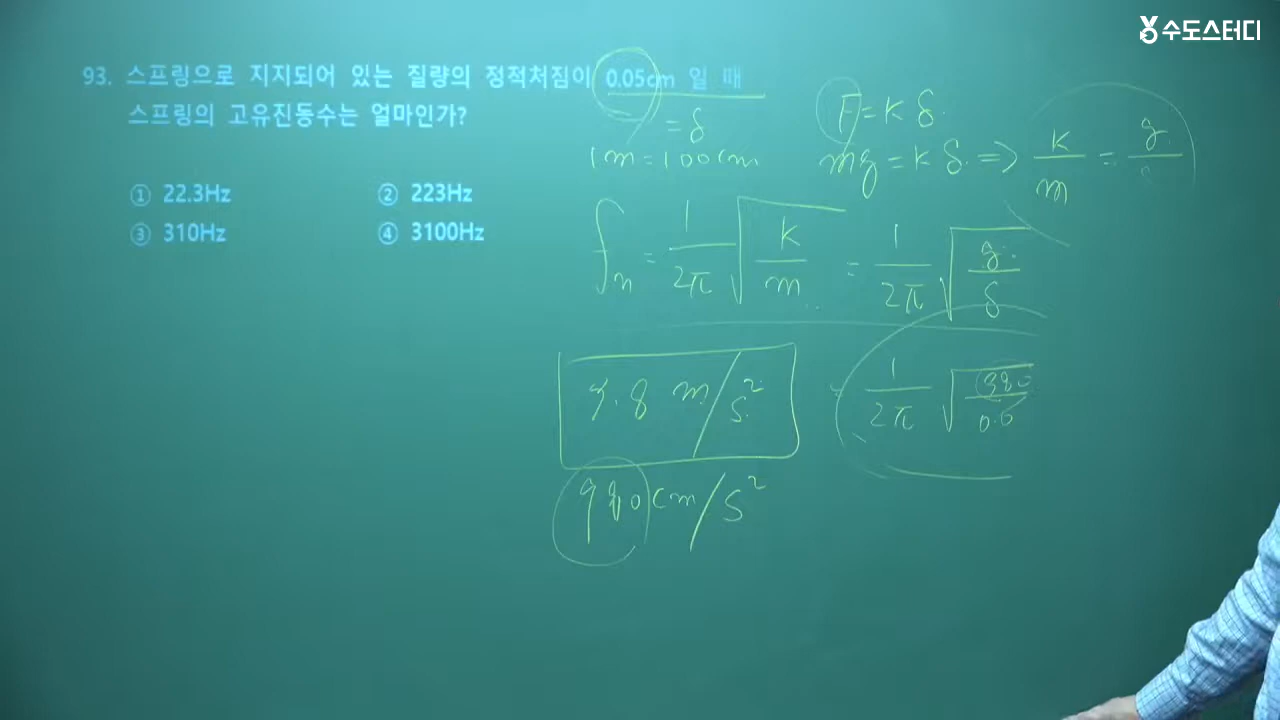 수도스터디
93. 스프링으로 지지되어 있는 질량의 정적처짐이 0.05cm 일 때
스프링의 고유진동수는 얼마인가?
① 22.3Hz ② 223Hz
③ 310Hz ④ 3100Hz
= δ
1m = 100cm
F = k δ.
mg = k δ. ⇒ k/m = g/
fn = 1/2π √k/m = 1/2π √g/δ
9.8 m/s²
980 cm/s²
1/2π √980/0.0